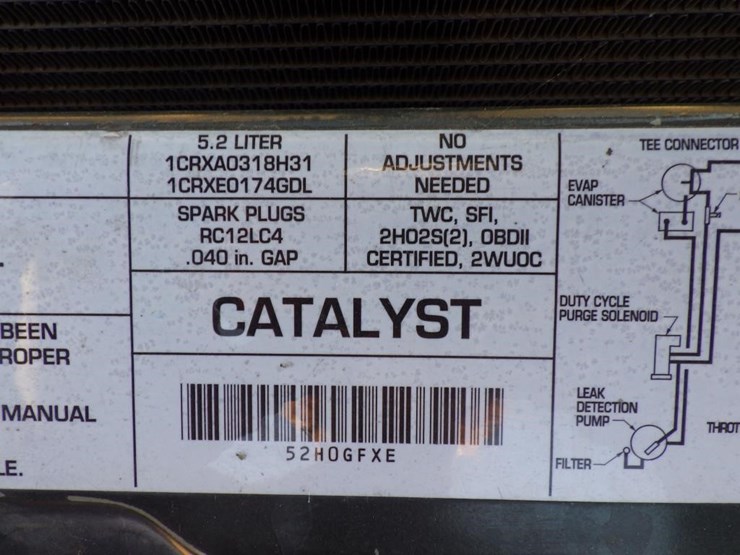 BEEN
ROPER
MANUAL
LE.
5.2 LITER
1CRXA0318H31
1CRXE0174GDL
NO
ADJUSTMENTS
NEEDED
SPARK PLUGS
RC12LC4
.040 in. GAP
TWC, SFI,
2HO2S(2), OBDII
CERTIFIED, 2WUOC
CATALYST
52H0GFXE
TEE CONNECTOR
EVAP
CANISTER
DUTY CYCLE
PURGE SOLENOID
LEAK
DETECTION
PUMP
THROT
FILTER